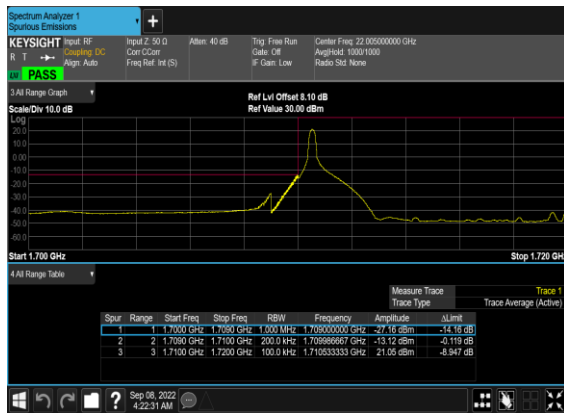 Spectrum Analyzer 1
Spurious Emissions
KEYSIGHT Input: RF Input Z: 50 Ω Atten: 40 dB Trig: Free Run Center Freq: 22.005000000 GHz
R T Coupling: DC Corr CCorr Gate: Off Avg|Hold: 1000/1000
Align: Auto Freq Ref: Int (S) IF Gain: Low Radio Std: None
PASS
3 All Range Graph
Ref Lvl Offset 8.10 dB
Scale/Div 10.0 dB Ref Value 30.00 dBm
Log
20.0
10.0
0.00
-10.0
-20.0
-30.0
-40.0
-50.0
-60.0
Start 1.700 GHz Stop 1.720 GH
4 All Range Table
Measure Trace Trace 1
Trace Type Trace Average (Active)
Spur Range Start Freq Stop Freq RBW Frequency Amplitude ΔLimit
1 1 1.7000 GHz 1.7090 GHz 1.000 MHz 1.709000000 GHz -27.16 dBm -14.16 dB
2 2 1.7090 GHz 1.7100 GHz 200.0 kHz 1.709986667 GHz -13.12 dBm -0.119 dB
3 3 1.7100 GHz 1.7200 GHz 100.0 kHz 1.710533333 GHz 21.05 dBm -8.947 dB
Sep 08, 2022
4:22:31 AM